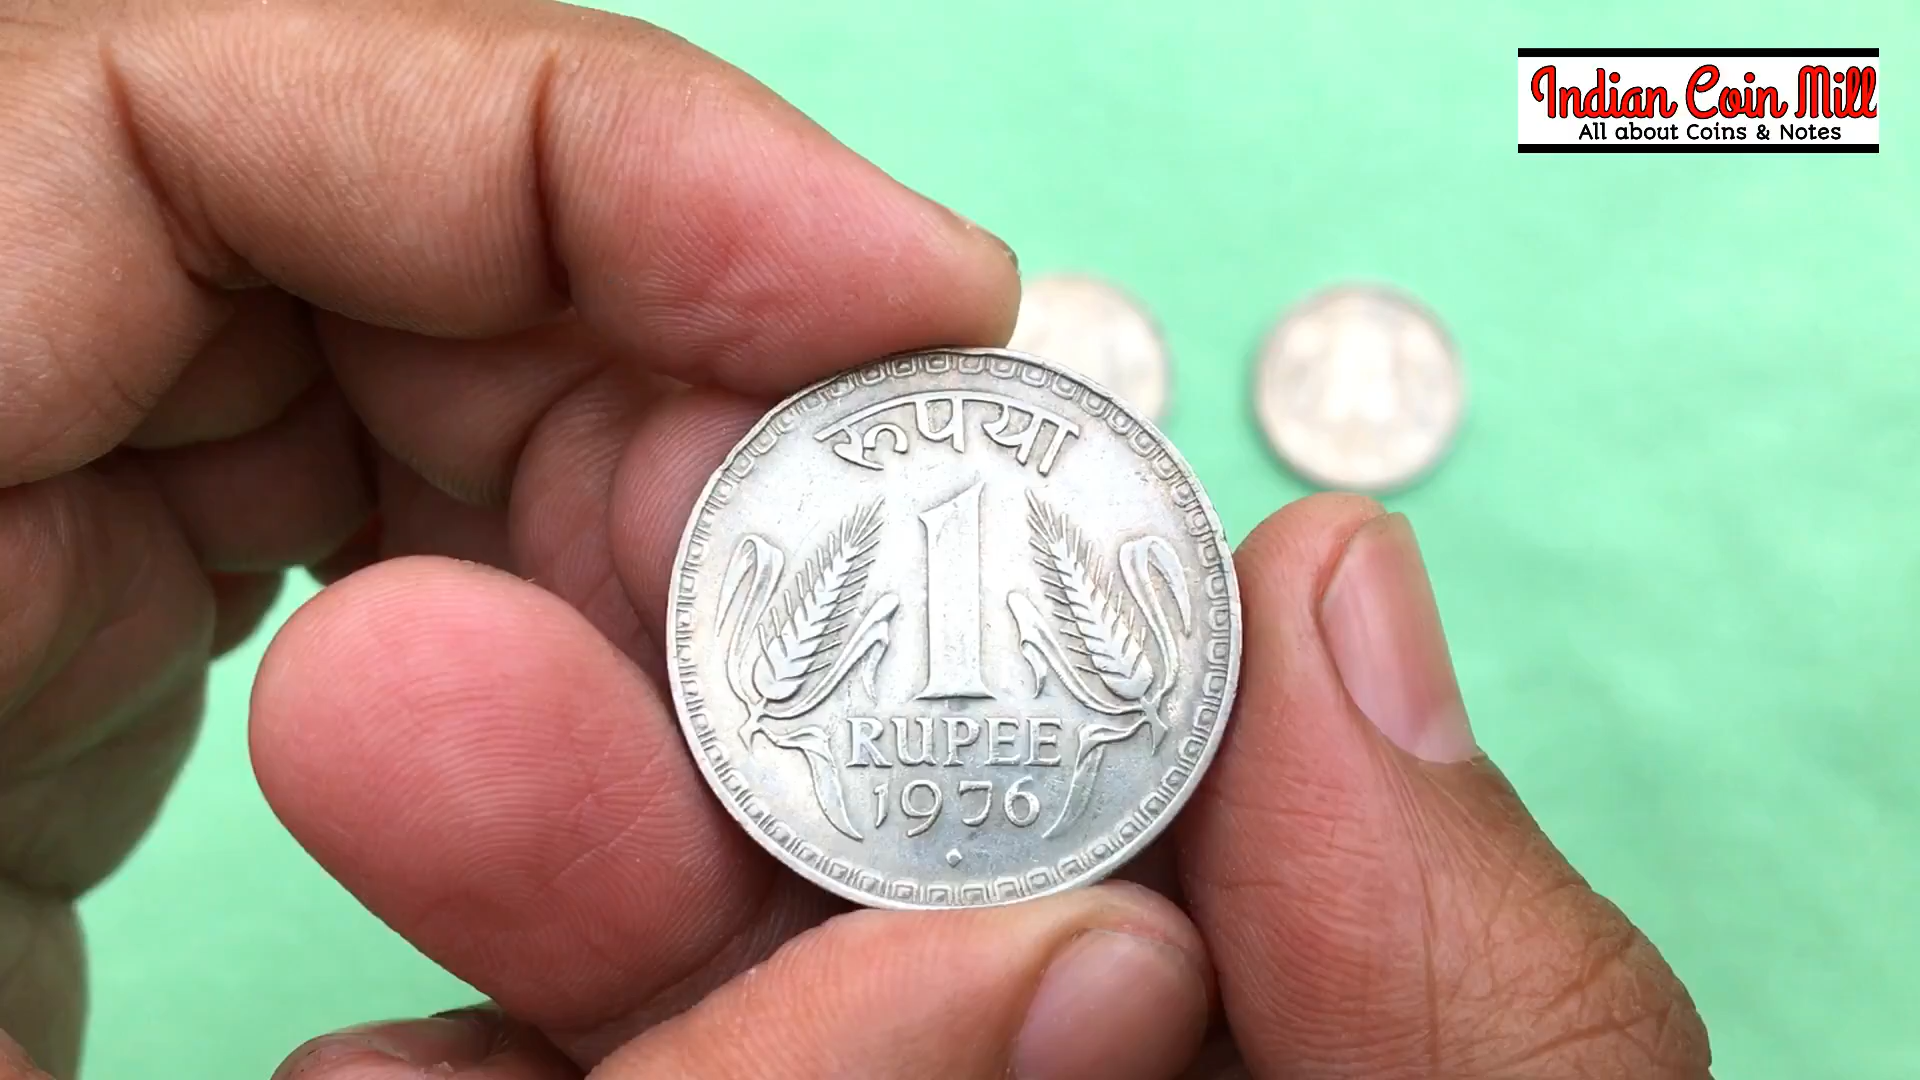 Indian Coin Mill
All about Coins & Notes
रूपया
1
RUPEE
1976